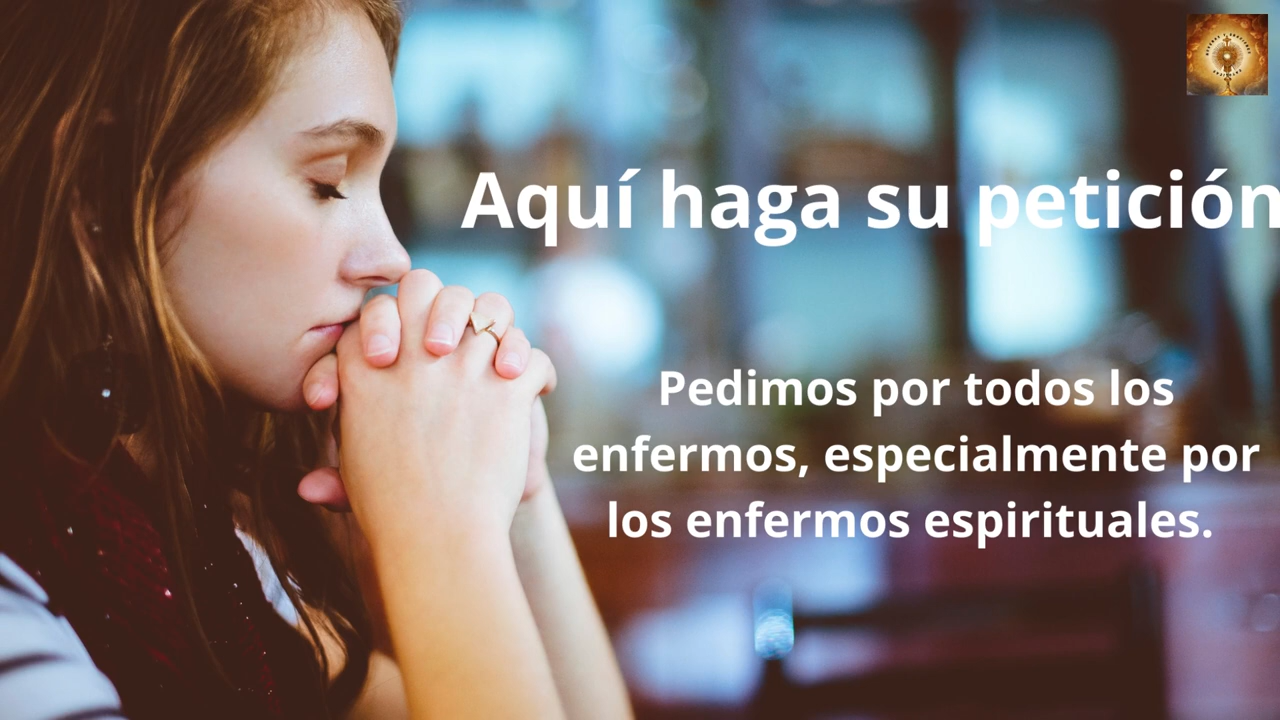 Aquí haga su petición
Pedimos por todos los
enfermos, especialmente por
los enfermos espirituales.